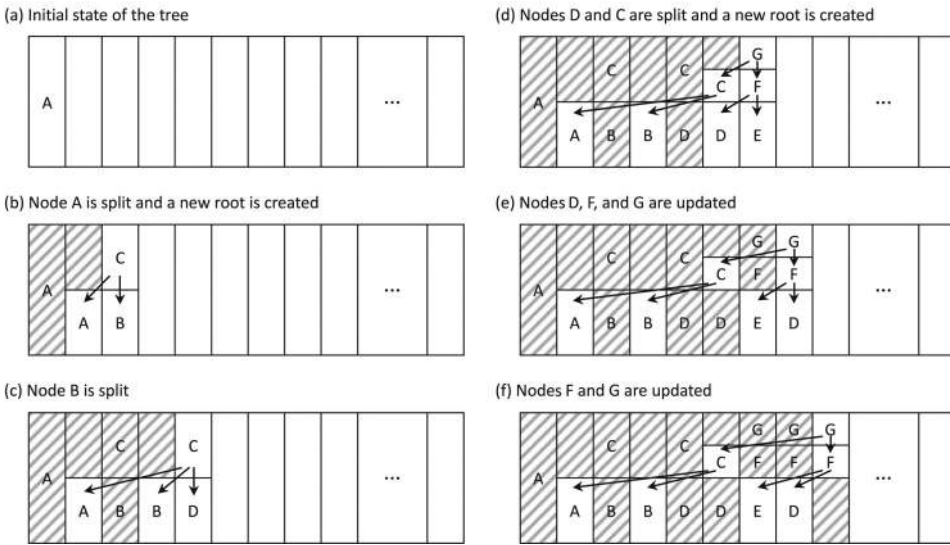 (a) Initial state of the tree
A
...
(b) Node A is split and a new root is created
C
A
...
A B
(c) Node B is split
C C
A
...
A B B D
(d) Nodes D and C are split and a new root is created
G
C C
C F
A
...
A B B D D E
(e) Nodes D, F, and G are updated
G G
C C
C F F
A
...
A B B D D E D
(f) Nodes F and G are updated
G G G
C C
C F F F
A
...
A B B D D E D